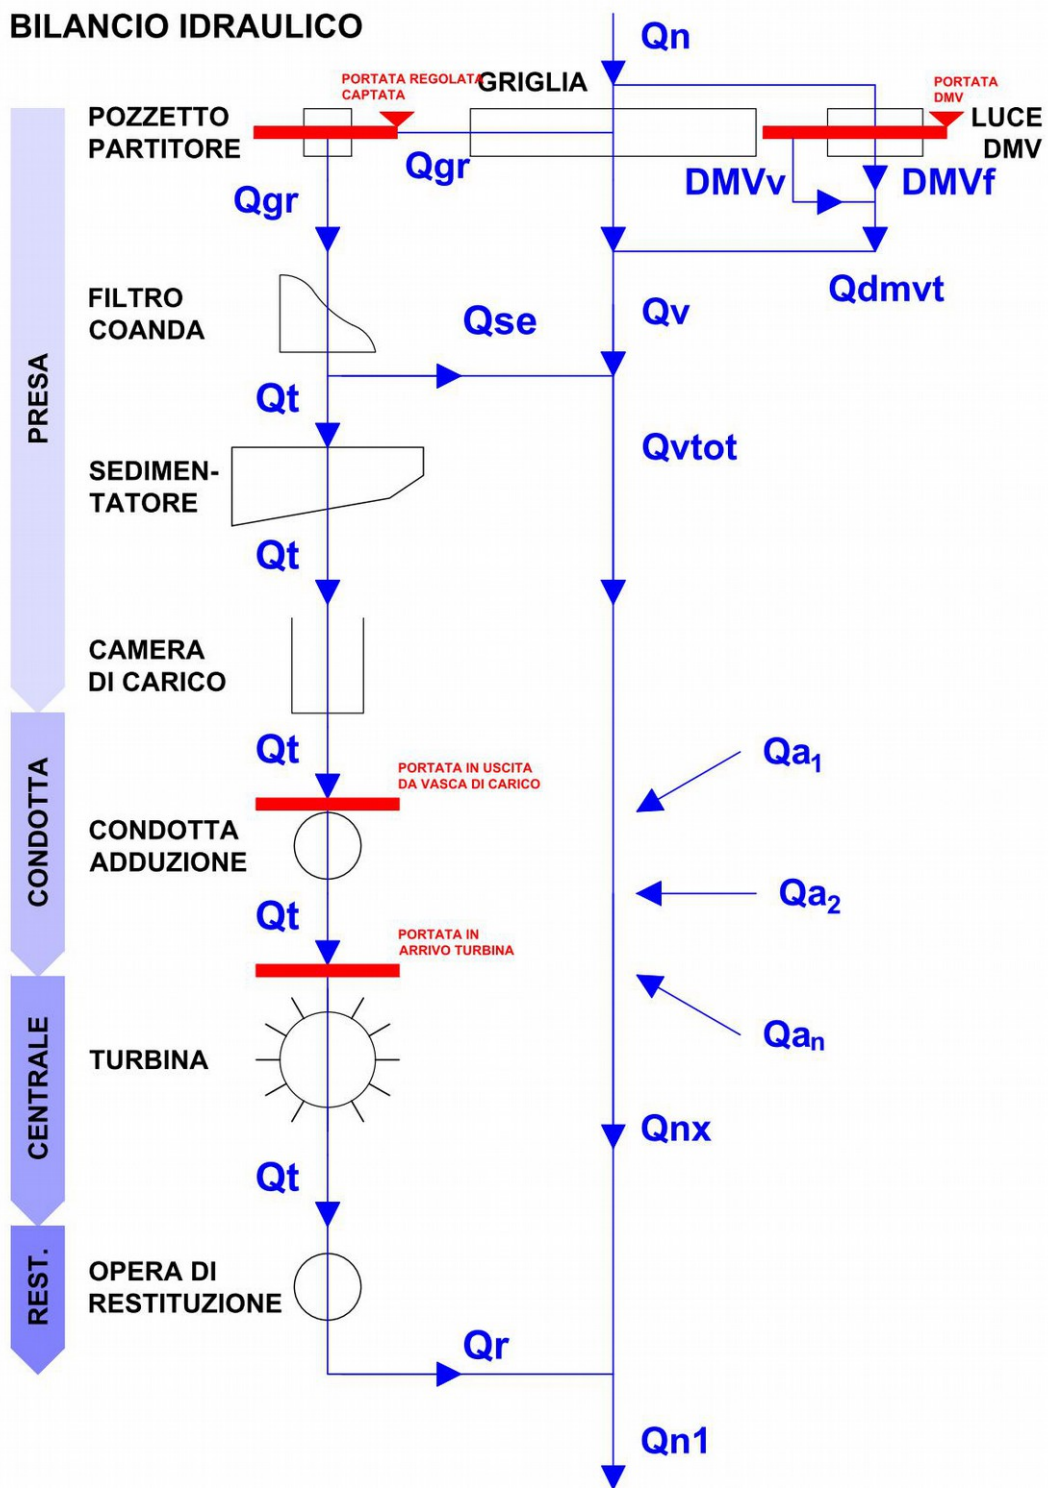 BILANCIO IDRAULICO
Qn
PORTATA REGOLATA
CAPTATA
GRIGLIA
PORTATA
DMV
POZZETTO
PARTITORE
LUCE
DMV
Qgr
DMVv
DMVf
Qgr
Qdmvt
FILTRO
COANDA
Qse
Qv
PRESA
Qt
Qvtot
SEDIMEN-
TATORE
Qt
CAMERA
DI CARICO
Qt
PORTATA IN USCITA
DA VASCA DI CARICO
Qa1
CONDOTTA
CONDOTTA
ADDUZIONE
Qa2
Qt
PORTATA IN
ARRIVO TURBINA
Qan
CENTRALE
TURBINA
Qnx
Qt
REST.
OPERA DI
RESTITUZIONE
Qr
Qn1